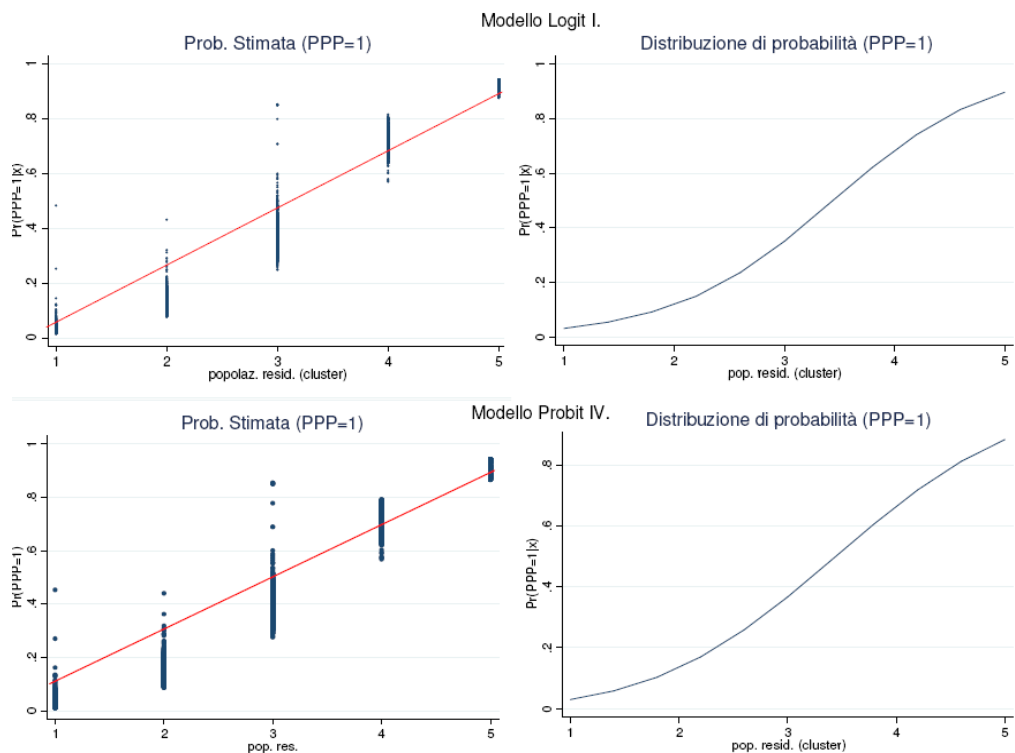 Modello Logit I.
Prob. Stimata (PPP=1)
Pr(PPP=1|x)
1
.8
.6
.4
.2
0
1 2 3 4 5
popolaz. resid. (cluster)
Distribuzione di probabilità (PPP=1)
Pr(PPP=1|x)
1
.8
.6
.4
.2
0
1 2 3 4 5
pop. resid. (cluster)
Modello Probit IV.
Prob. Stimata (PPP=1)
Pr(PPP=1)
1
.8
.6
.4
.2
0
1 2 3 4 5
pop. res.
Distribuzione di probabilità (PPP=1)
Pr(PPP=1|x)
.8
.6
.4
.2
0
1 2 3 4 5
pop. resid. (cluster)